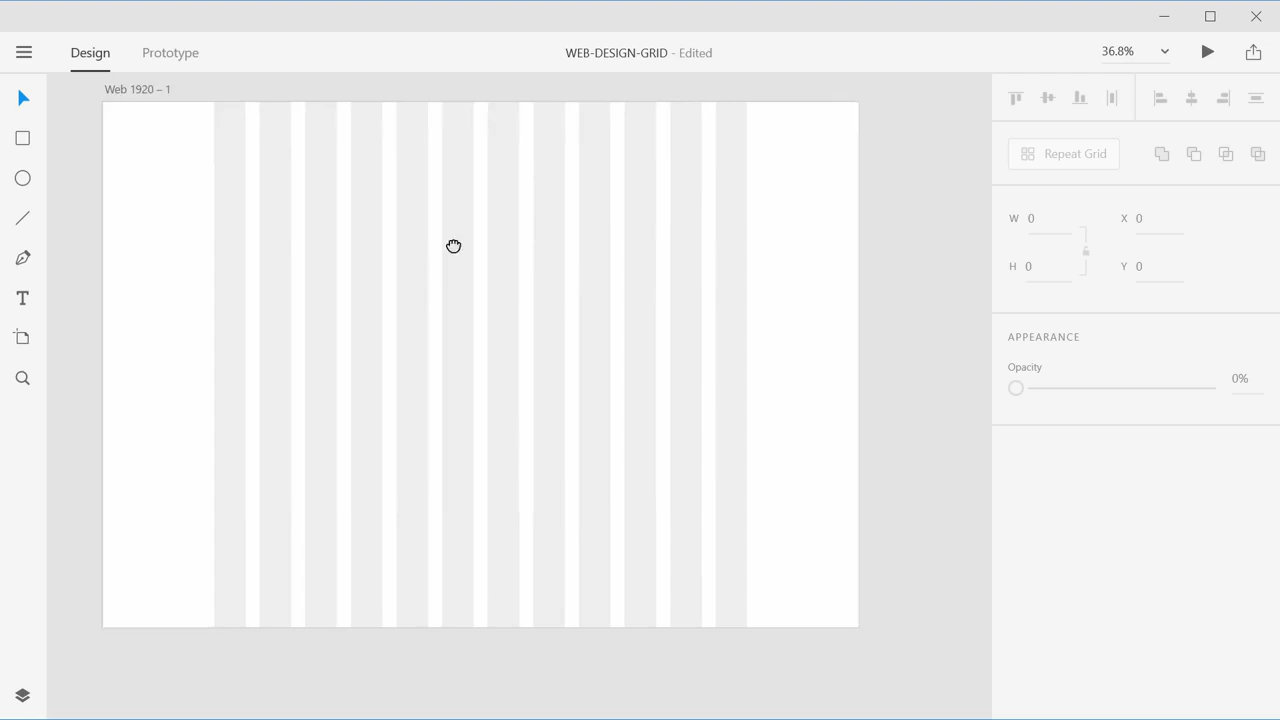 Design Prototype WEB-DESIGN-GRID - Edited 36.8%
Web 1920 – 1
Repeat Grid
W 0 X 0
H 0 Y 0
APPEARANCE
Opacity
0%